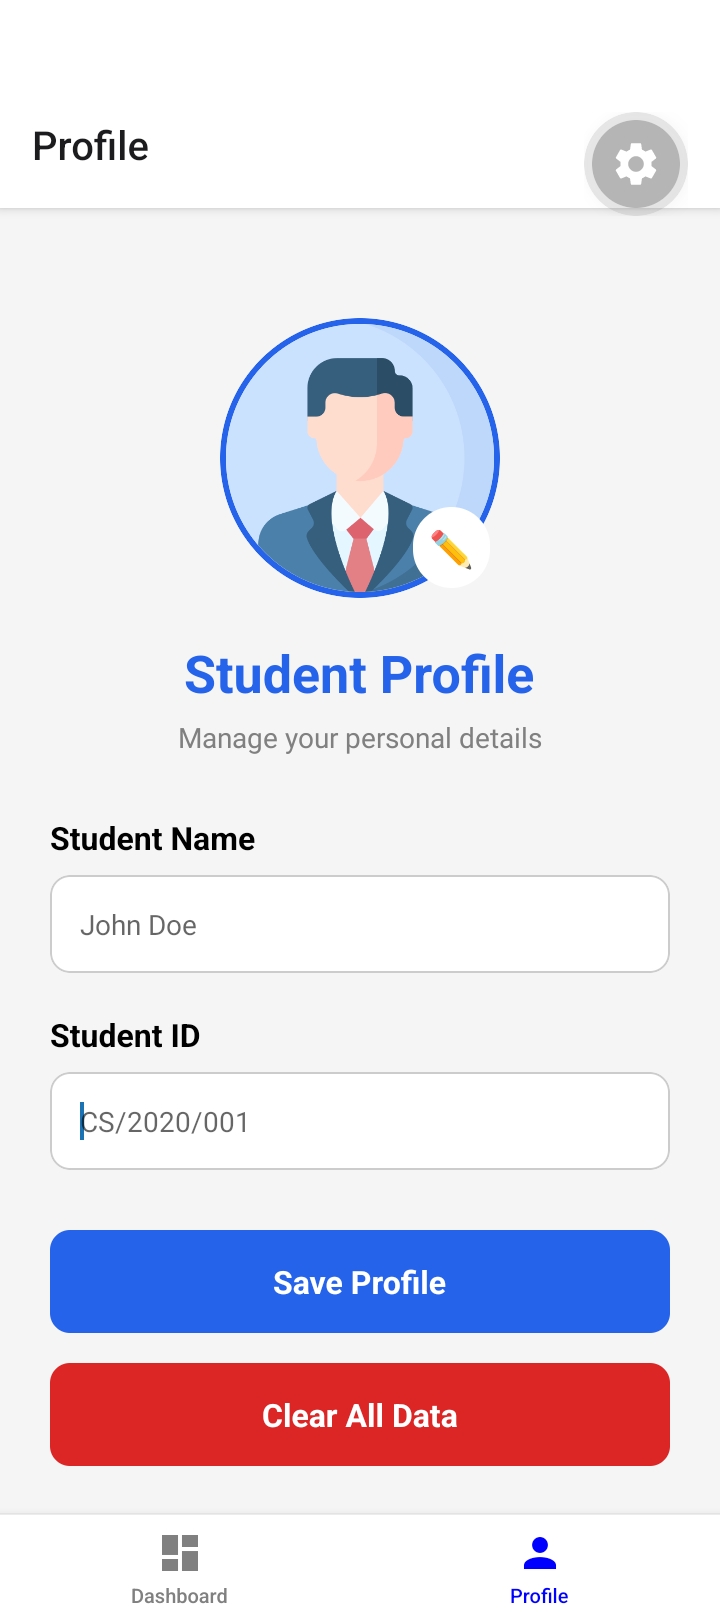 Profile
Student Profile
Manage your personal details
Student Name
John Doe
Student ID
CS/2020/001
Save Profile
Clear All Data
Dashboard
Profile